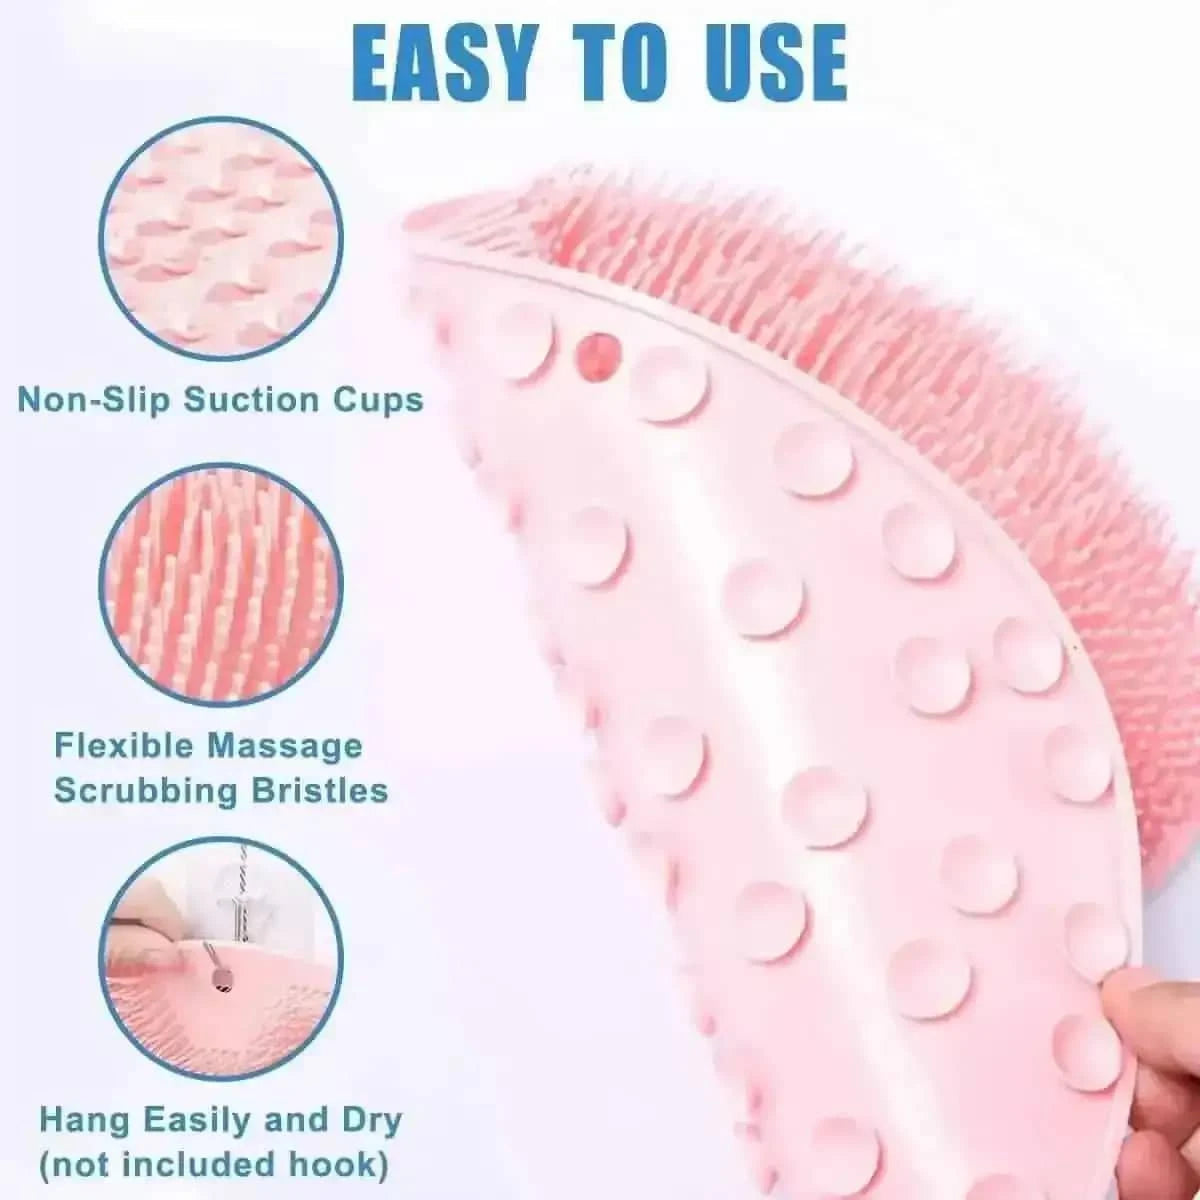 EASY TO USE
Non-Slip Suction Cups
Flexible Massage
Scrubbing Bristles
Hang Easily and Dry
(not included hook)